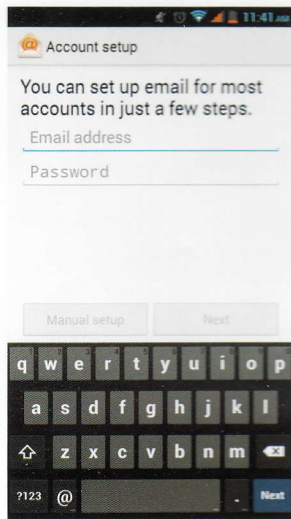 11:41 AM
Account setup
You can set up email for most
accounts in just a few steps.
Email address
Password
Manual setup
Next
q w e r t y u i o p
a s d f g h j k l
z x c v b n m
?123 @ . Next